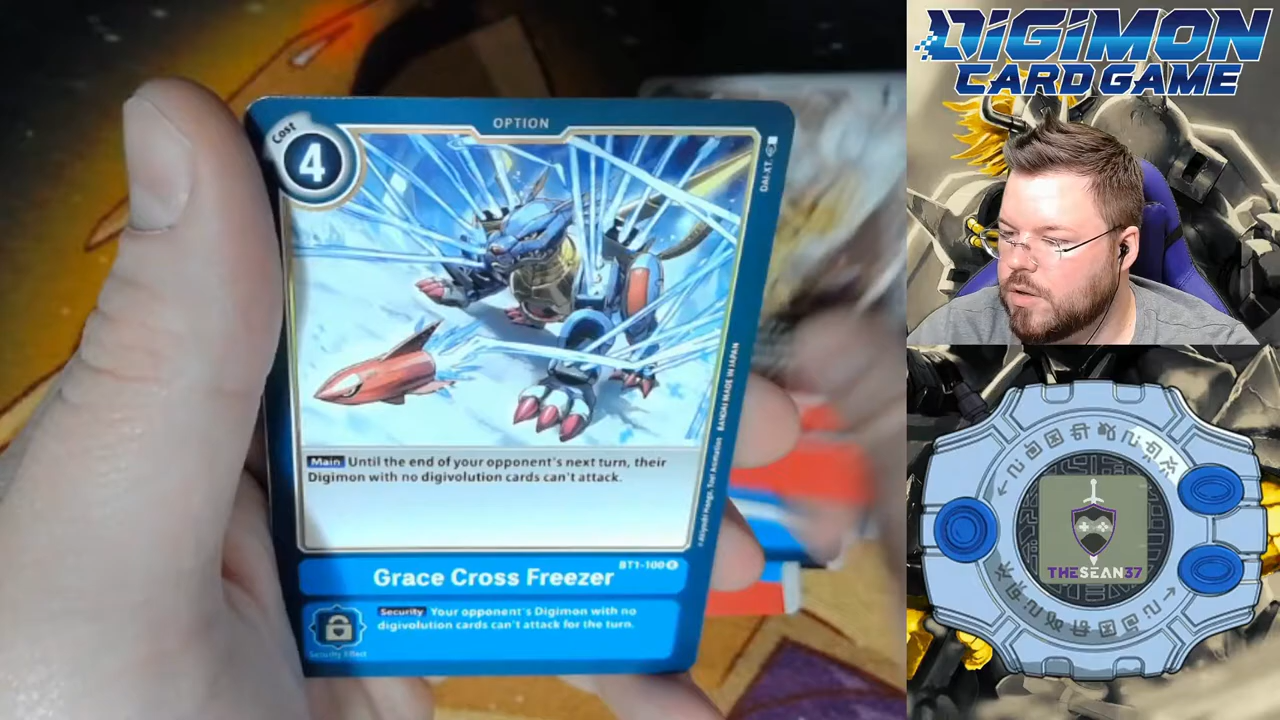 DIGIMON
CARD GAME
OPTION
Cost
4
BANDAI MADE IN JAPAN
Main Until the end of your opponent's next turn, their
Digimon with no digivolution cards can't attack.
BT1-100 R
Grace Cross Freezer
Security Your opponent's Digimon with no
digivolution cards can't attack for the turn.
Security Effect
THESEAN37